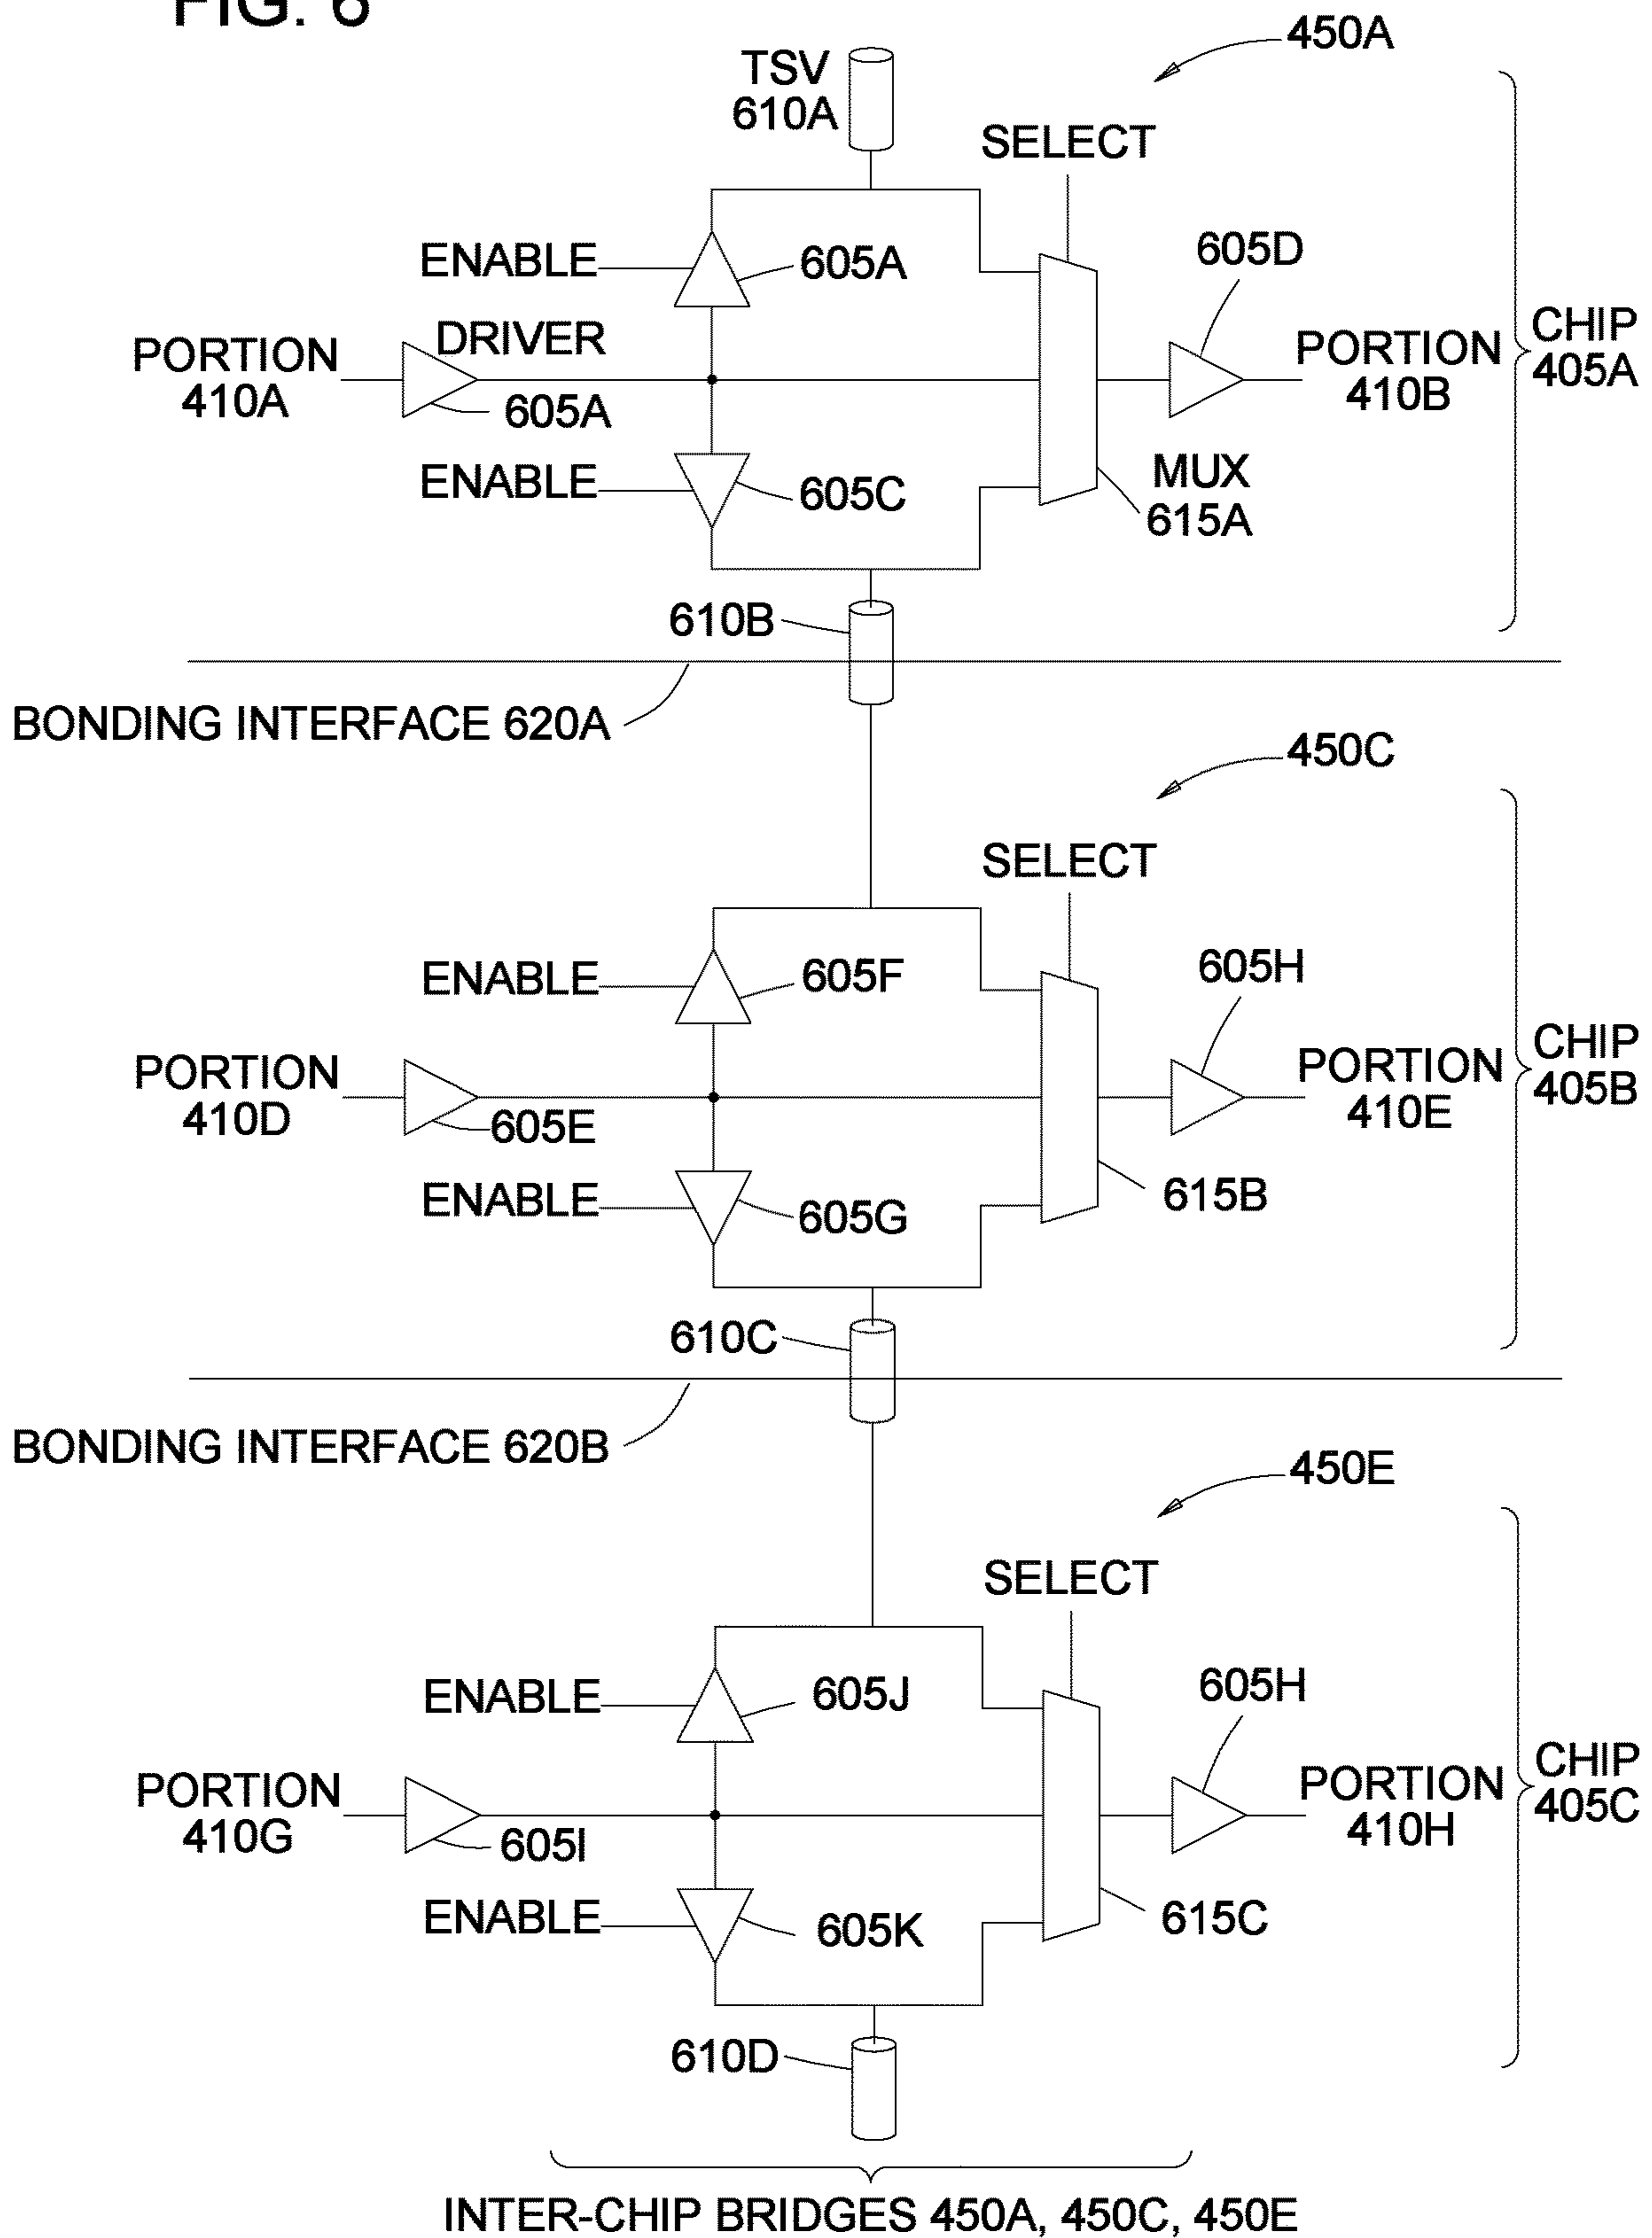 FIG. 6
450A
TSV
610A
SELECT
ENABLE
605A
605D
PORTION
410A
DRIVER
605A
PORTION
410B
CHIP
405A
ENABLE
605C
MUX
615A
610B
BONDING INTERFACE 620A
450C
SELECT
ENABLE
605F
605H
PORTION
410D
605E
PORTION
410E
CHIP
405B
ENABLE
605G
615B
610C
BONDING INTERFACE 620B
450E
SELECT
ENABLE
605J
605H
PORTION
410G
605I
PORTION
410H
CHIP
405C
ENABLE
605K
615C
610D
INTER-CHIP BRIDGES 450A, 450C, 450E